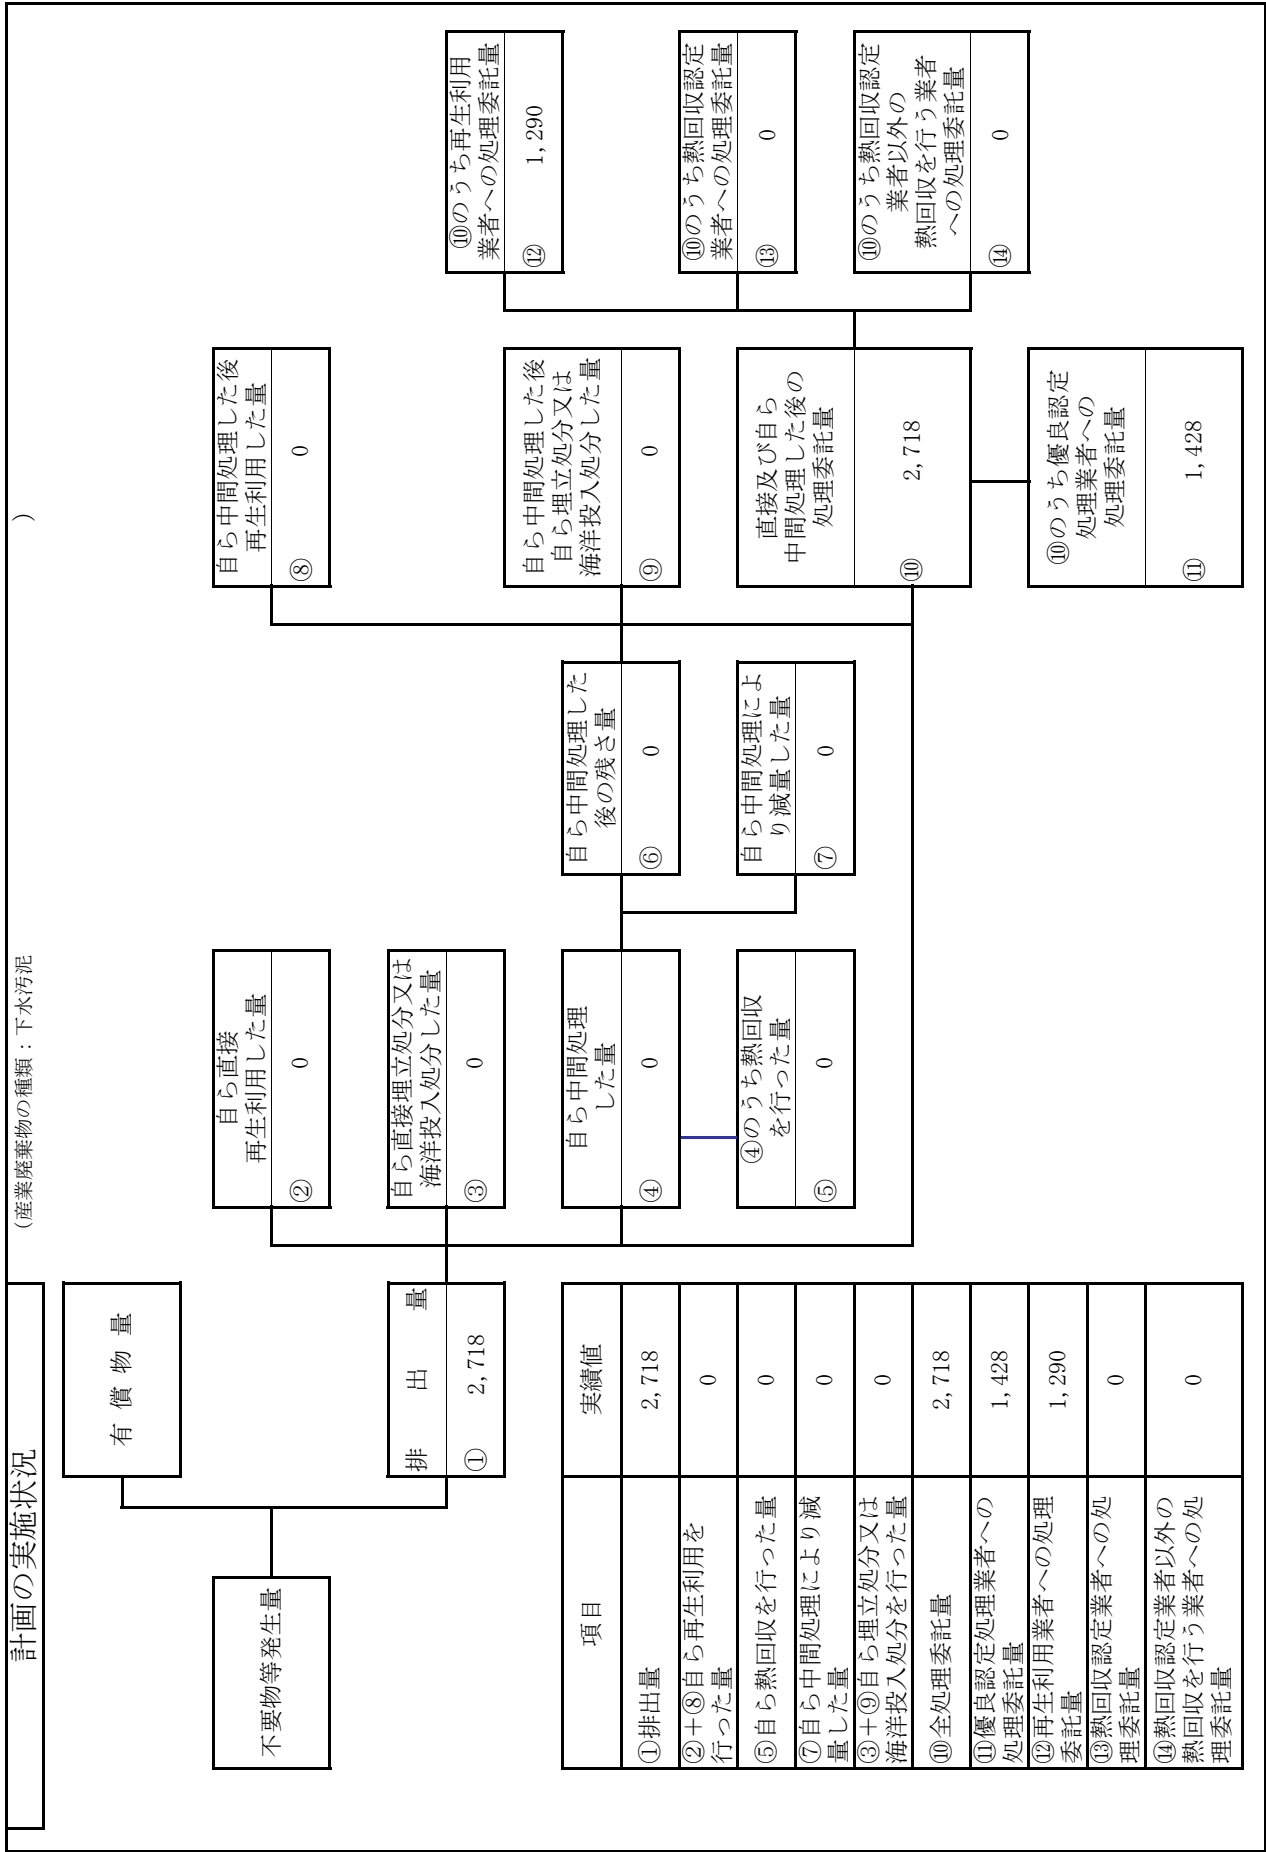 計画の実施状況
(産業廃棄物の種類：下水汚泥
)
不要物等発生量
有償物量
排出量
① 2,718
自ら直接
再生利用した量
② 0
自ら直接埋立処分又は
海洋投入処分した量
③ 0
自ら中間処理
した量
④ 0
④のうち熱回収
を行った量
⑤ 0
自ら中間処理した
後の残さ量
⑥ 0
自ら中間処理によ
り減量した量
⑦ 0
自ら中間処理した後
再生利用した量
⑧ 0
自ら中間処理した後
自ら埋立処分又は
海洋投入処分した量
⑨ 0
直接及び自ら
中間処理した後の
処理委託量
⑩ 2,718
⑩のうち優良認定
処理業者への
処理委託量
⑪ 1,428
⑩のうち再生利用
業者への処理委託量
⑫ 1,290
⑩のうち熱回収認定
業者への処理委託量
⑬ 0
⑩のうち熱回収認定
業者以外の
熱回収を行う業者
への処理委託量
⑭ 0
項目 実績値
①排出量 2,718
②＋⑧自ら再生利用を
行った量 0
⑤自ら熱回収を行った量 0
⑦自ら中間処理により減
量した量 0
③＋⑨自ら埋立処分又は
海洋投入処分を行った量 0
⑩全処理委託量 2,718
⑪優良認定処理業者への
処理委託量 1,428
⑫再生利用業者への処理
委託量 1,290
⑬熱回収認定業者への処
理委託量 0
⑭熱回収認定業者以外の
熱回収を行う業者への処
理委託量 0